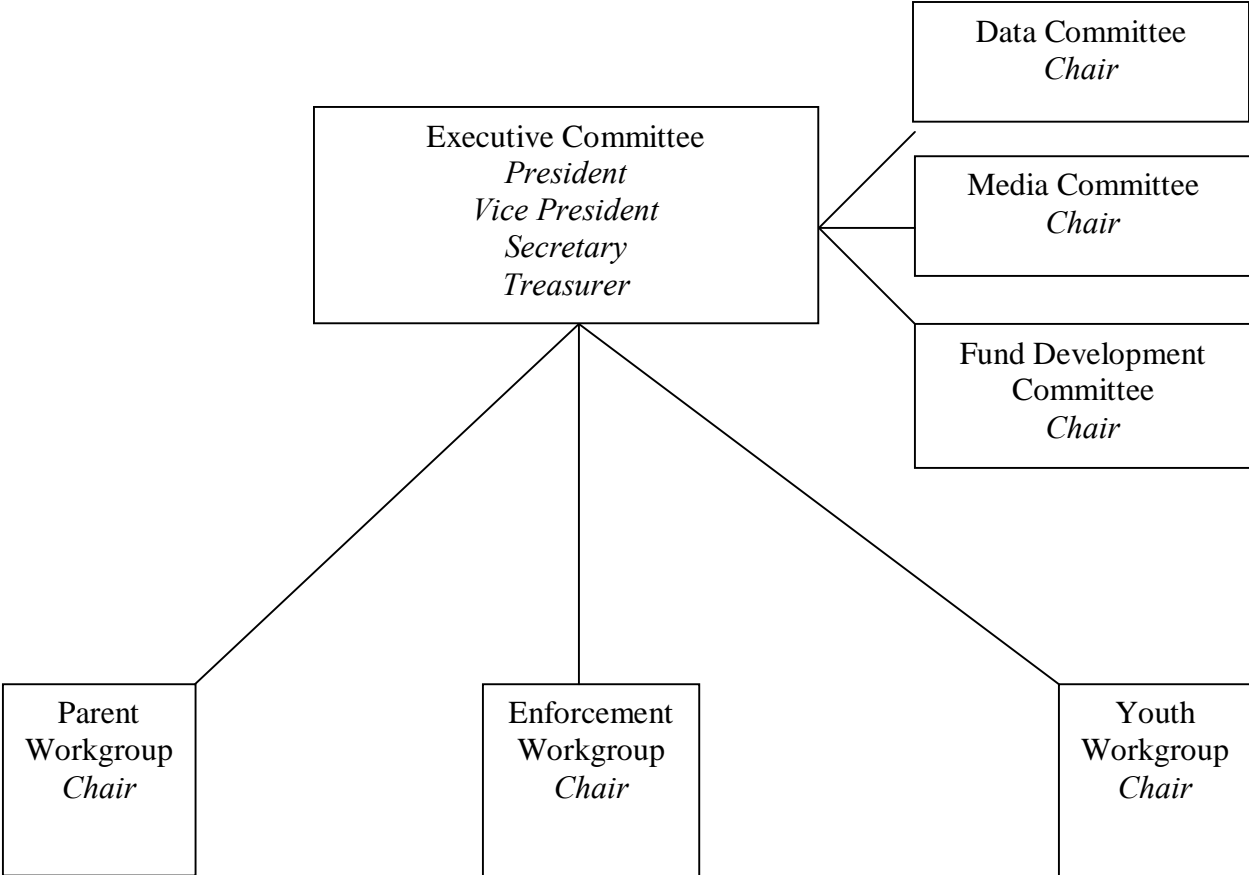 Data Committee
Chair
Executive Committee
President
Vice President
Secretary
Treasurer
Media Committee
Chair
Fund Development
Committee
Chair
Parent
Workgroup
Chair
Enforcement
Workgroup
Chair
Youth
Workgroup
Chair